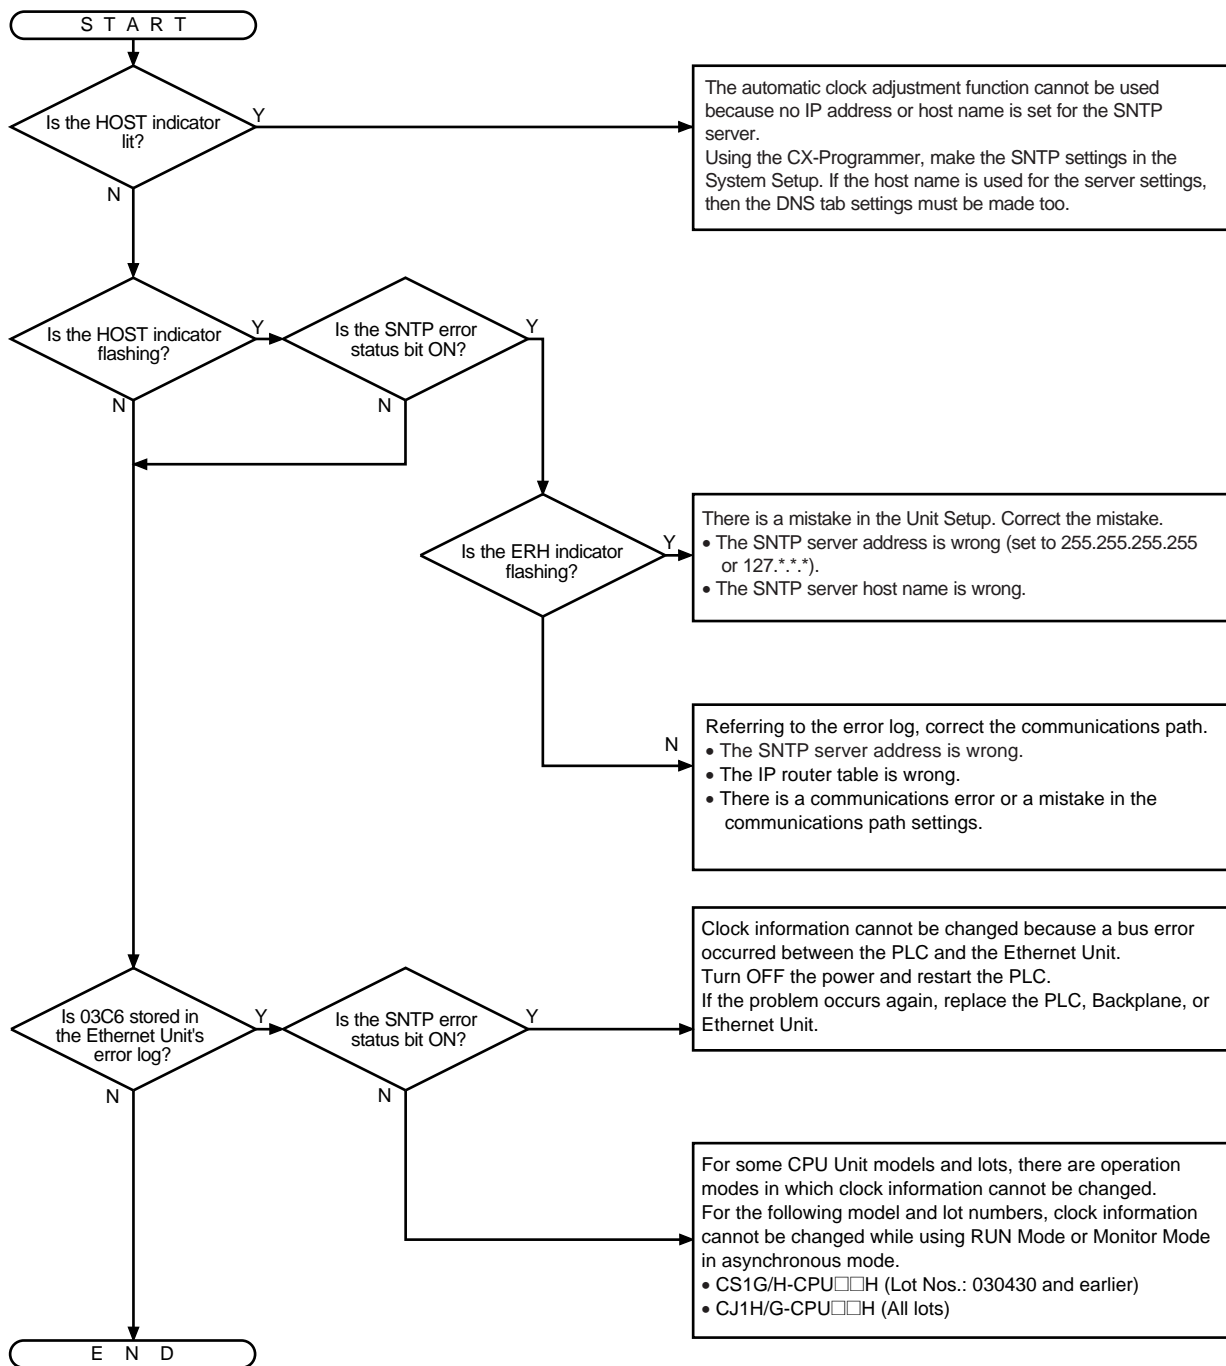 S T A R T
Is the HOST indicator
lit?
Y
N
The automatic clock adjustment function cannot be used
because no IP address or host name is set for the SNTP
server.
Using the CX-Programmer, make the SNTP settings in the
System Setup. If the host name is used for the server settings,
then the DNS tab settings must be made too.
Is the HOST indicator
flashing?
Y
N
Is the SNTP error
status bit ON?
Y
N
Is the ERH indicator
flashing?
Y
N
There is a mistake in the Unit Setup. Correct the mistake.
• The SNTP server address is wrong (set to 255.255.255.255
or 127.*.*.*).
• The SNTP server host name is wrong.
Referring to the error log, correct the communications path.
• The SNTP server address is wrong.
• The IP router table is wrong.
• There is a communications error or a mistake in the
communications path settings.
Is 03C6 stored in
the Ethernet Unit's
error log?
Y
N
Is the SNTP error
status bit ON?
Y
N
Clock information cannot be changed because a bus error
occurred between the PLC and the Ethernet Unit.
Turn OFF the power and restart the PLC.
If the problem occurs again, replace the PLC, Backplane, or
Ethernet Unit.
For some CPU Unit models and lots, there are operation
modes in which clock information cannot be changed.
For the following model and lot numbers, clock information
cannot be changed while using RUN Mode or Monitor Mode
in asynchronous mode.
• CS1G/H-CPU□□H (Lot Nos.: 030430 and earlier)
• CJ1H/G-CPU□□H (All lots)
E N D